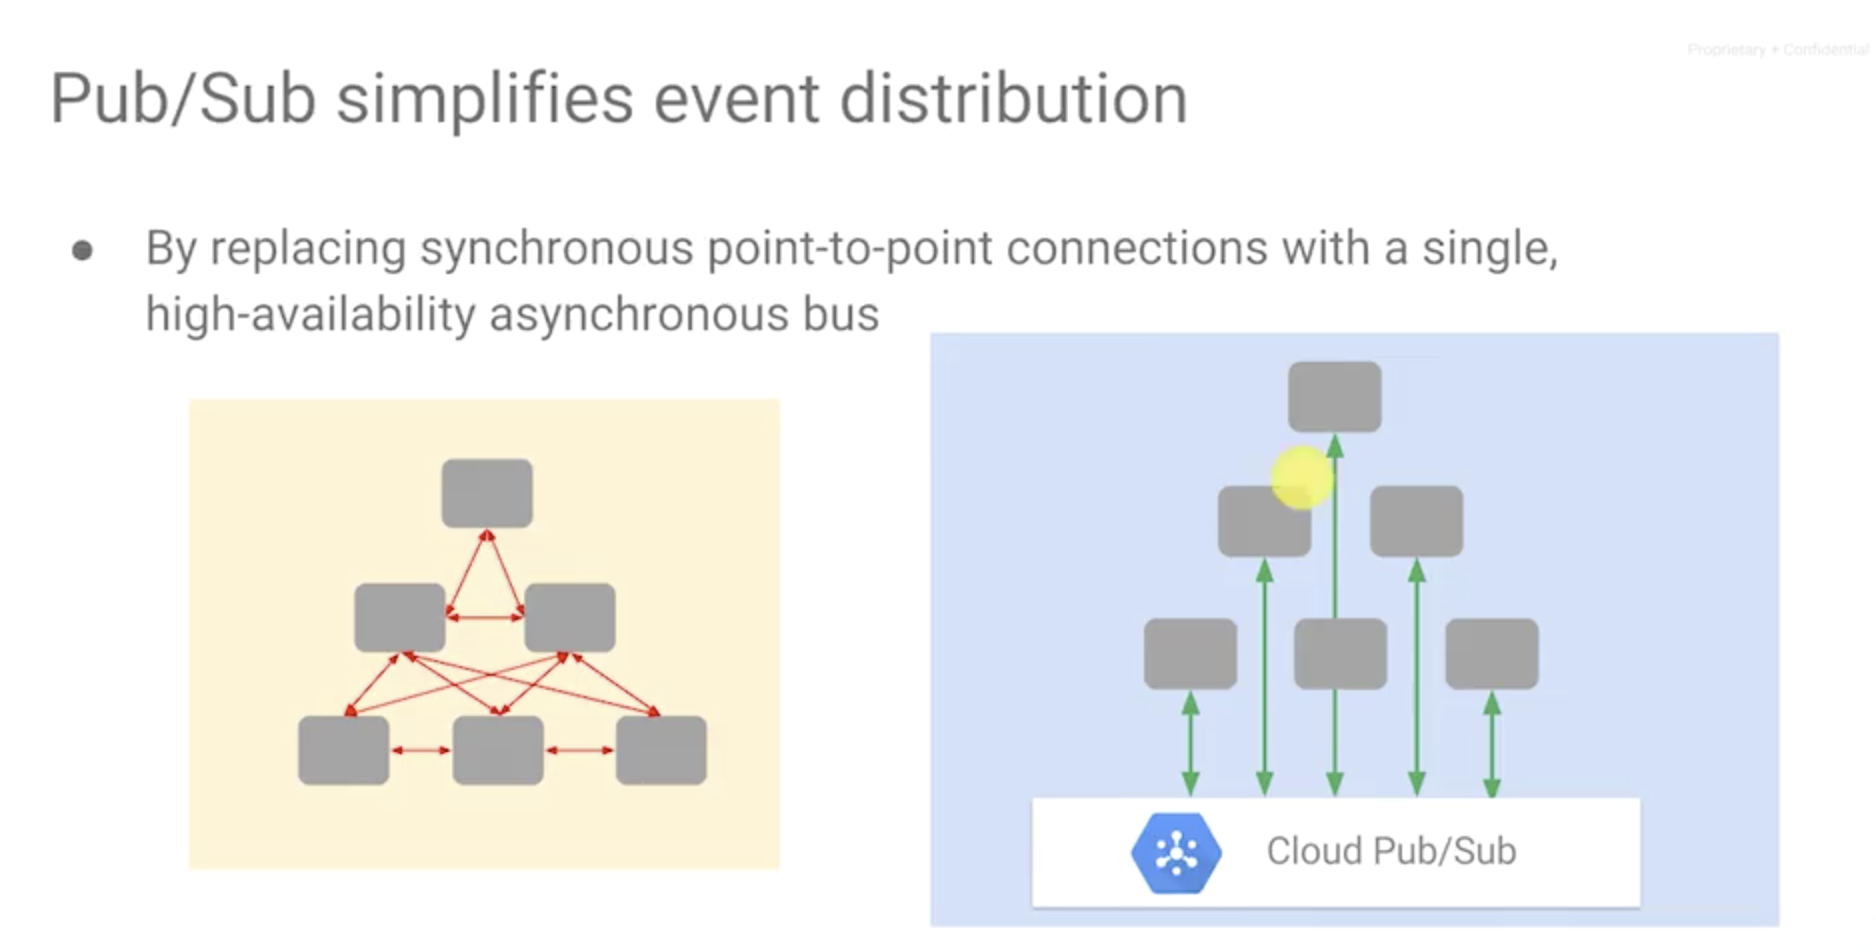 Proprietary + Confidential
Pub/Sub simplifies event distribution
● By replacing synchronous point-to-point connections with a single,
high-availability asynchronous bus
Cloud Pub/Sub